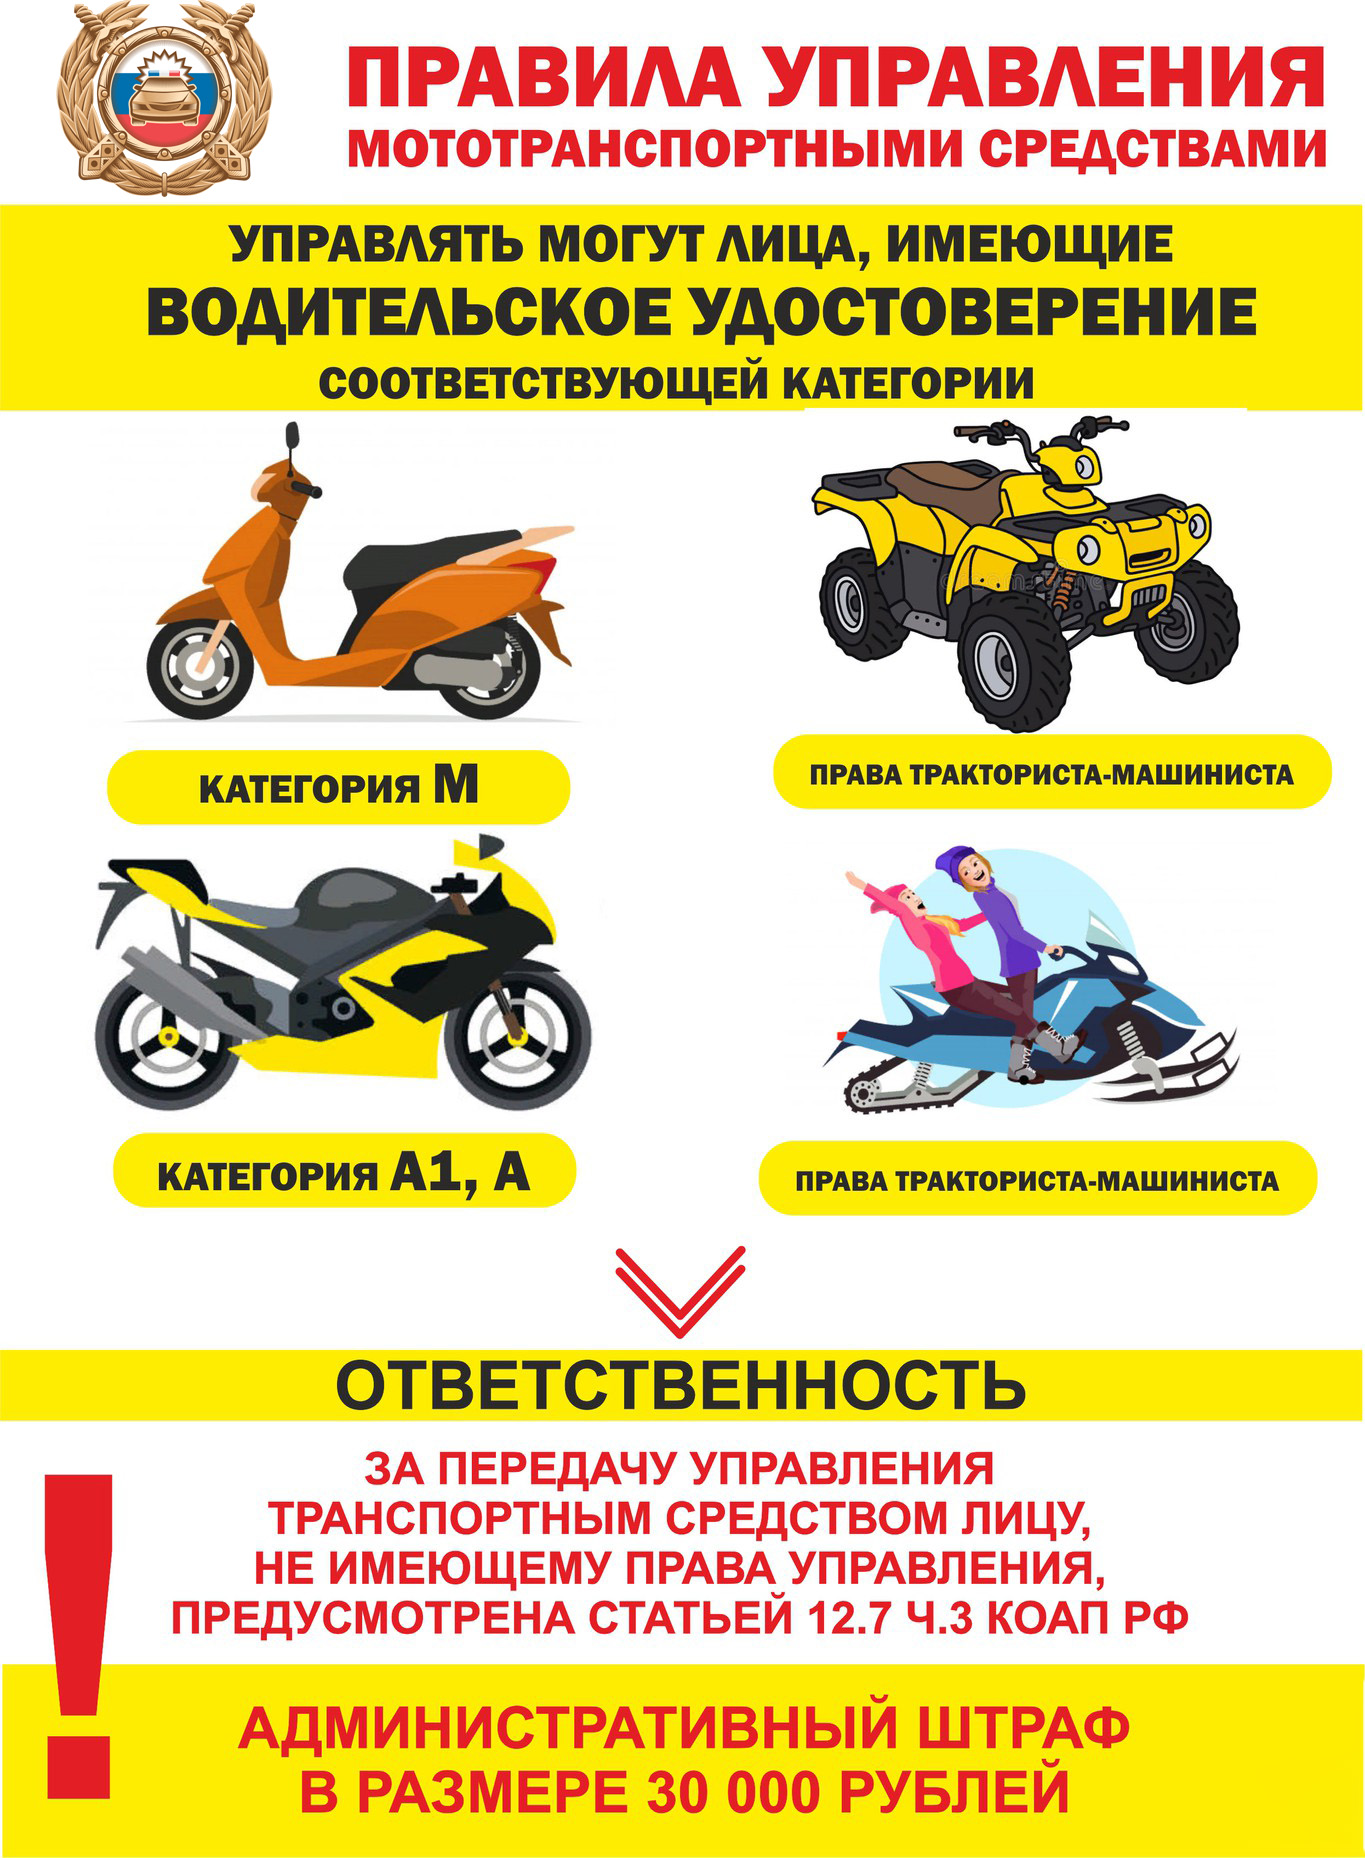 ПРАВИЛА УПРАВЛЕНИЯ
МОТОТРАНСПОРТНЫМИ СРЕДСТВАМИ
УПРАВЛЯТЬ МОГУТ ЛИЦА, ИМЕЮЩИЕ
ВОДИТЕЛЬСКОЕ УДОСТОВЕРЕНИЕ
СООТВЕТСТВУЮЩЕЙ КАТЕГОРИИ
КАТЕГОРИЯ М
ПРАВА ТРАКТОРИСТА-МАШИНИСТА
КАТЕГОРИЯ А1, А
ПРАВА ТРАКТОРИСТА-МАШИНИСТА
ОТВЕТСТВЕННОСТЬ
ЗА ПЕРЕДАЧУ УПРАВЛЕНИЯ
ТРАНСПОРТНЫМ СРЕДСТВОМ ЛИЦУ,
НЕ ИМЕЮЩЕМУ ПРАВА УПРАВЛЕНИЯ,
ПРЕДУСМОТРЕНА СТАТЬЕЙ 12.7 Ч.3 КОАП РФ
!
АДМИНИСТРАТИВНЫЙ ШТРАФ
В РАЗМЕРЕ 30 000 РУБЛЕЙ